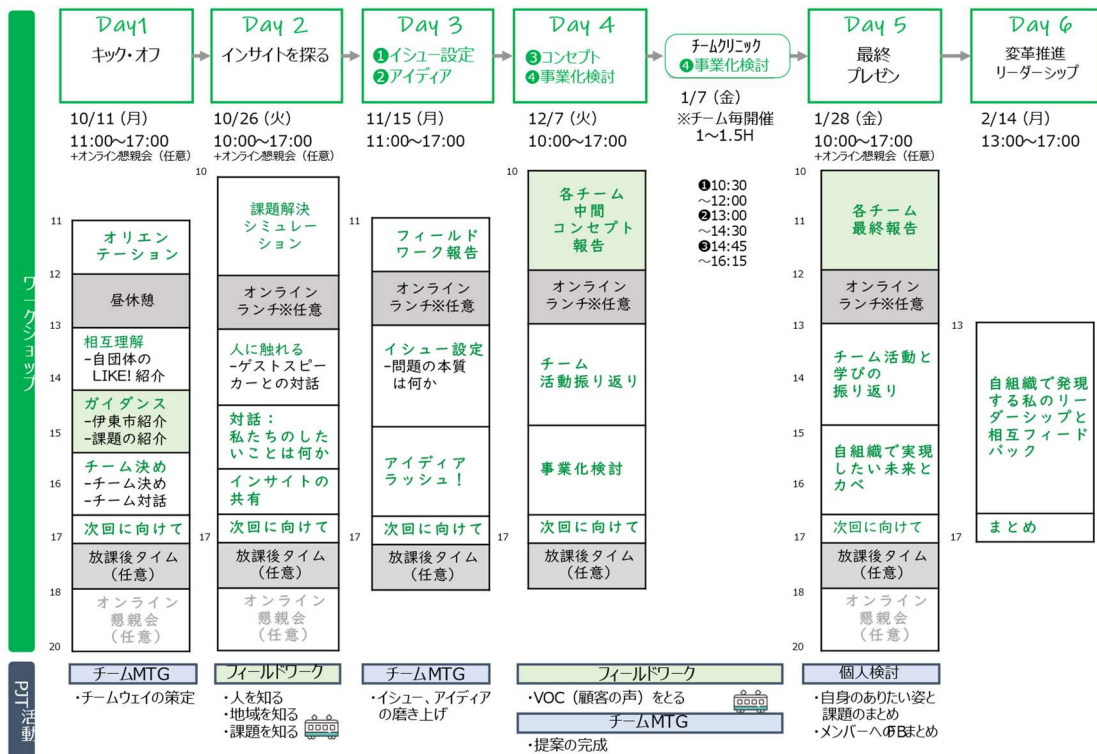 Day1
キック・オフ
Day 2
インサイトを探る
Day 3
❶イシュー設定
❷アイディア
Day 4
❸コンセプト
❹事業化検討
チームクリニック
❹事業化検討
Day 5
最終
プレゼン
Day 6
変革推進
リーダーシップ
10/11（月）
11:00～17:00
+オンライン懇親会（任意）
10/26（火）
10:00～17:00
+オンライン懇親会（任意）
11/15（月）
11:00～17:00
12/7（火）
10:00～17:00
1/7（金）
※チーム毎開催
1～1.5H
1/28（金）
10:00～17:00
+オンライン懇親会（任意）
2/14（月）
13:00～17:00
ワークショップ
11
12
13
14
15
16
17
18
20
オリエン
テーション
昼休憩
相互理解
-自団体の
LIKE! 紹介
ガイダンス
-伊東市紹介
-課題の紹介
チーム決め
-チーム決め
-チーム対話
次回に向けて
放課後タイム
（任意）
オンライン
懇親会
（任意）
10
17
課題解決
シミュレー
ション
オンライン
ランチ※任意
人に触れる
-ゲストスピー
カーとの対話
対話：
私たちのした
いことは何か
インサイトの
共有
次回に向けて
放課後タイム
（任意）
オンライン
懇親会
（任意）
11
17
フィールド
ワーク報告
オンライン
ランチ※任意
イシュー設定
-問題の本質
は何か
アイディア
ラッシュ！
次回に向けて
放課後タイム
（任意）
10
17
各チーム
中間
コンセプト
報告
オンライン
ランチ※任意
チーム
活動振り返り
事業化検討
次回に向けて
放課後タイム
（任意）
❶10:30
～12:00
❷13:00
～14:30
❸14:45
～16:15
10
11
12
13
14
15
16
17
18
20
各チーム
最終報告
オンライン
ランチ※任意
チーム活動と
学びの
振り返り
自組織で実現
したい未来と
カベ
次回に向けて
放課後タイム
（任意）
オンライン
懇親会
（任意）
13
17
自組織で発現
する私のリー
ダーシップと
相互フィード
バック
まとめ
PJT活動
チームMTG
・チームウェイの策定
フィールドワーク
・人を知る
・地域を知る
・課題を知る
チームMTG
・イシュー、アイディア
の磨き上げ
フィールドワーク
・VOC（顧客の声）をとる
チームMTG
・提案の完成
個人検討
・自身のありたい姿と
課題のまとめ
・メンバーへのFBまとめ